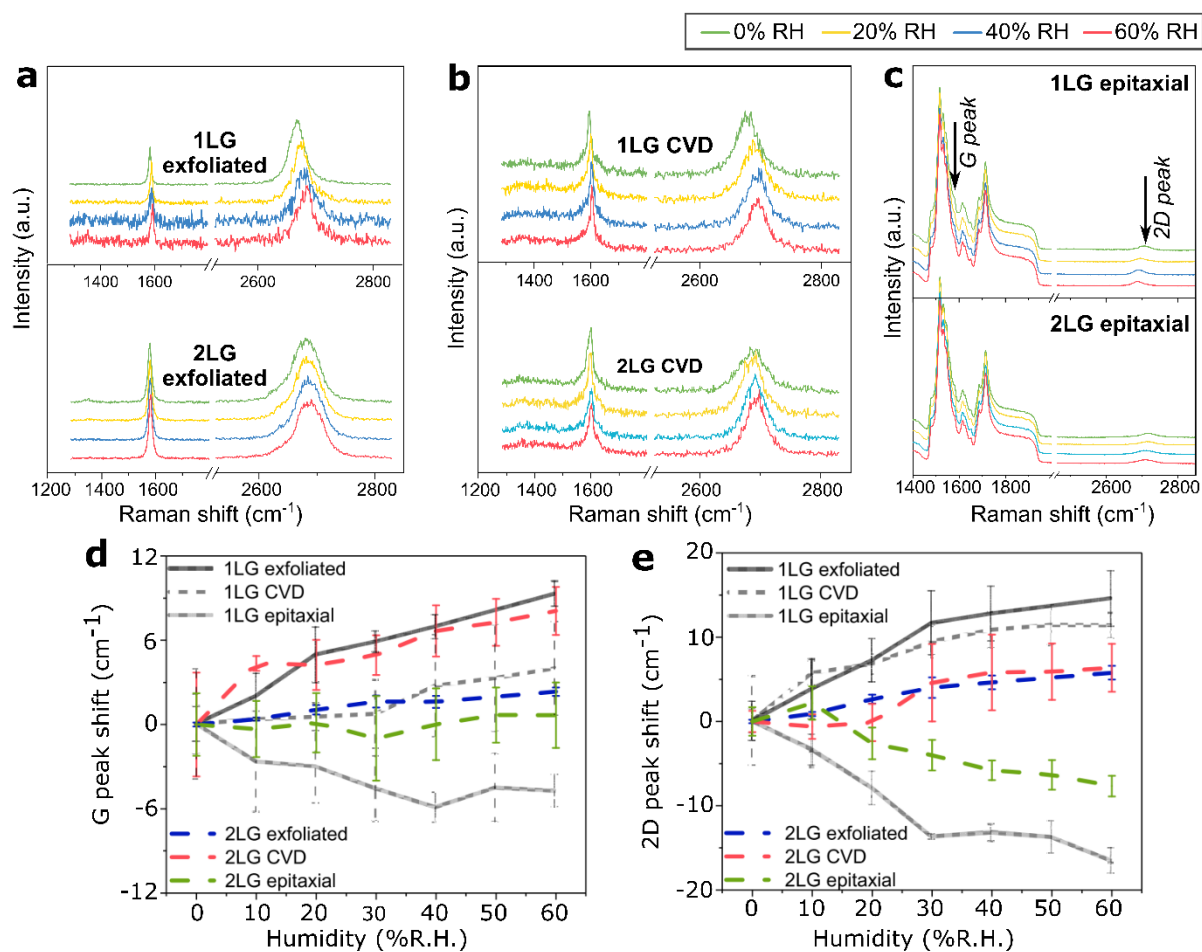 0% RH 20% RH 40% RH 60% RH
a
1LG
exfoliated
1400 1600 2600 2800
2LG
exfoliated
1200 1400 1600 2600 2800
Intensity (a.u.)
Raman shift (cm⁻¹)
b
1LG CVD
1400 1600 2600 2800
2LG CVD
1200 1400 1600 2600 2800
Intensity (a.u.)
Raman shift (cm⁻¹)
c
1LG epitaxial
G peak
2D peak
1400 1600 1800 2600 2800
2LG epitaxial
1400 1600 1800 2600 2800
Intensity (a.u.)
Raman shift (cm⁻¹)
d
12
6
0
-6
-12
G peak shift (cm⁻¹)
1LG exfoliated
1LG CVD
1LG epitaxial
2LG exfoliated
2LG CVD
2LG epitaxial
0 10 20 30 40 50 60
Humidity (%R.H.)
e
20
10
0
-10
-20
2D peak shift (cm⁻¹)
1LG exfoliated
1LG CVD
1LG epitaxial
2LG exfoliated
2LG CVD
2LG epitaxial
0 10 20 30 40 50 60
Humidity (%R.H.)